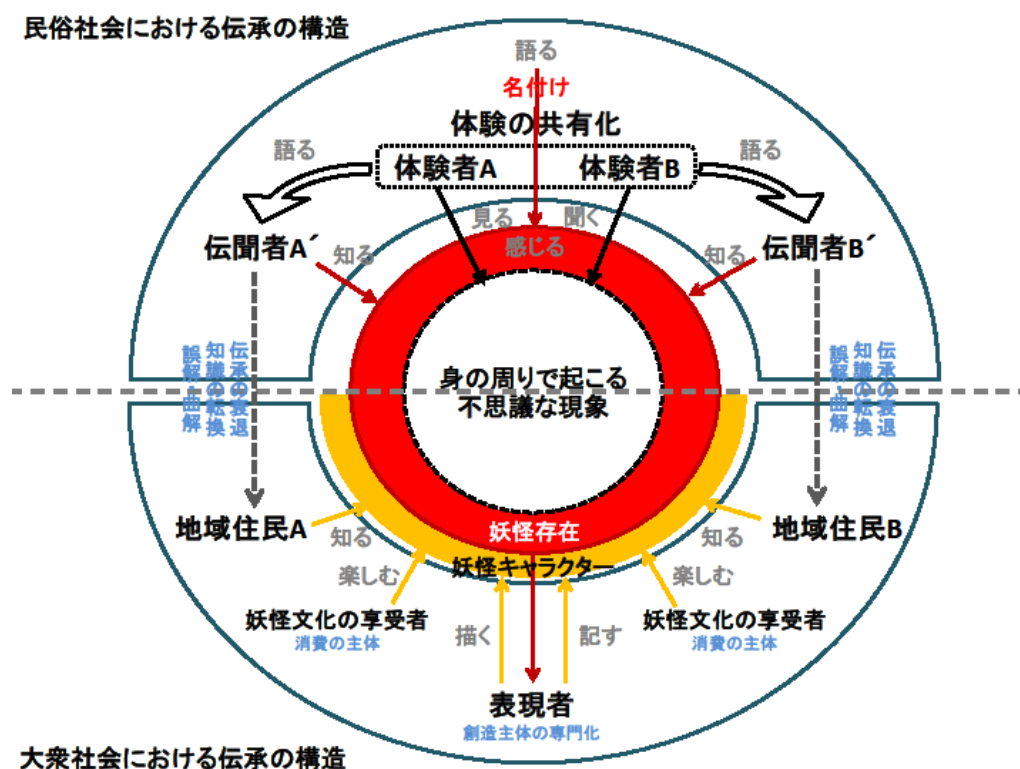 民俗社会における伝承の構造
語る
名付け
体験の共有化
語る
体験者A
体験者B
語る
見る
聞く
感じる
伝聞者A´
知る
知る
伝聞者B´
伝承の衰退
知識の転換
誤解・曲解
伝承の衰退
知識の転換
誤解・曲解
身の周りで起こる
不思議な現象
地域住民A
知る
妖怪存在
知る
地域住民B
妖怪キャラクター
楽しむ
楽しむ
妖怪文化の享受者
消費の主体
妖怪文化の享受者
消費の主体
描く
記す
表現者
創造主体の専門化
大衆社会における伝承の構造